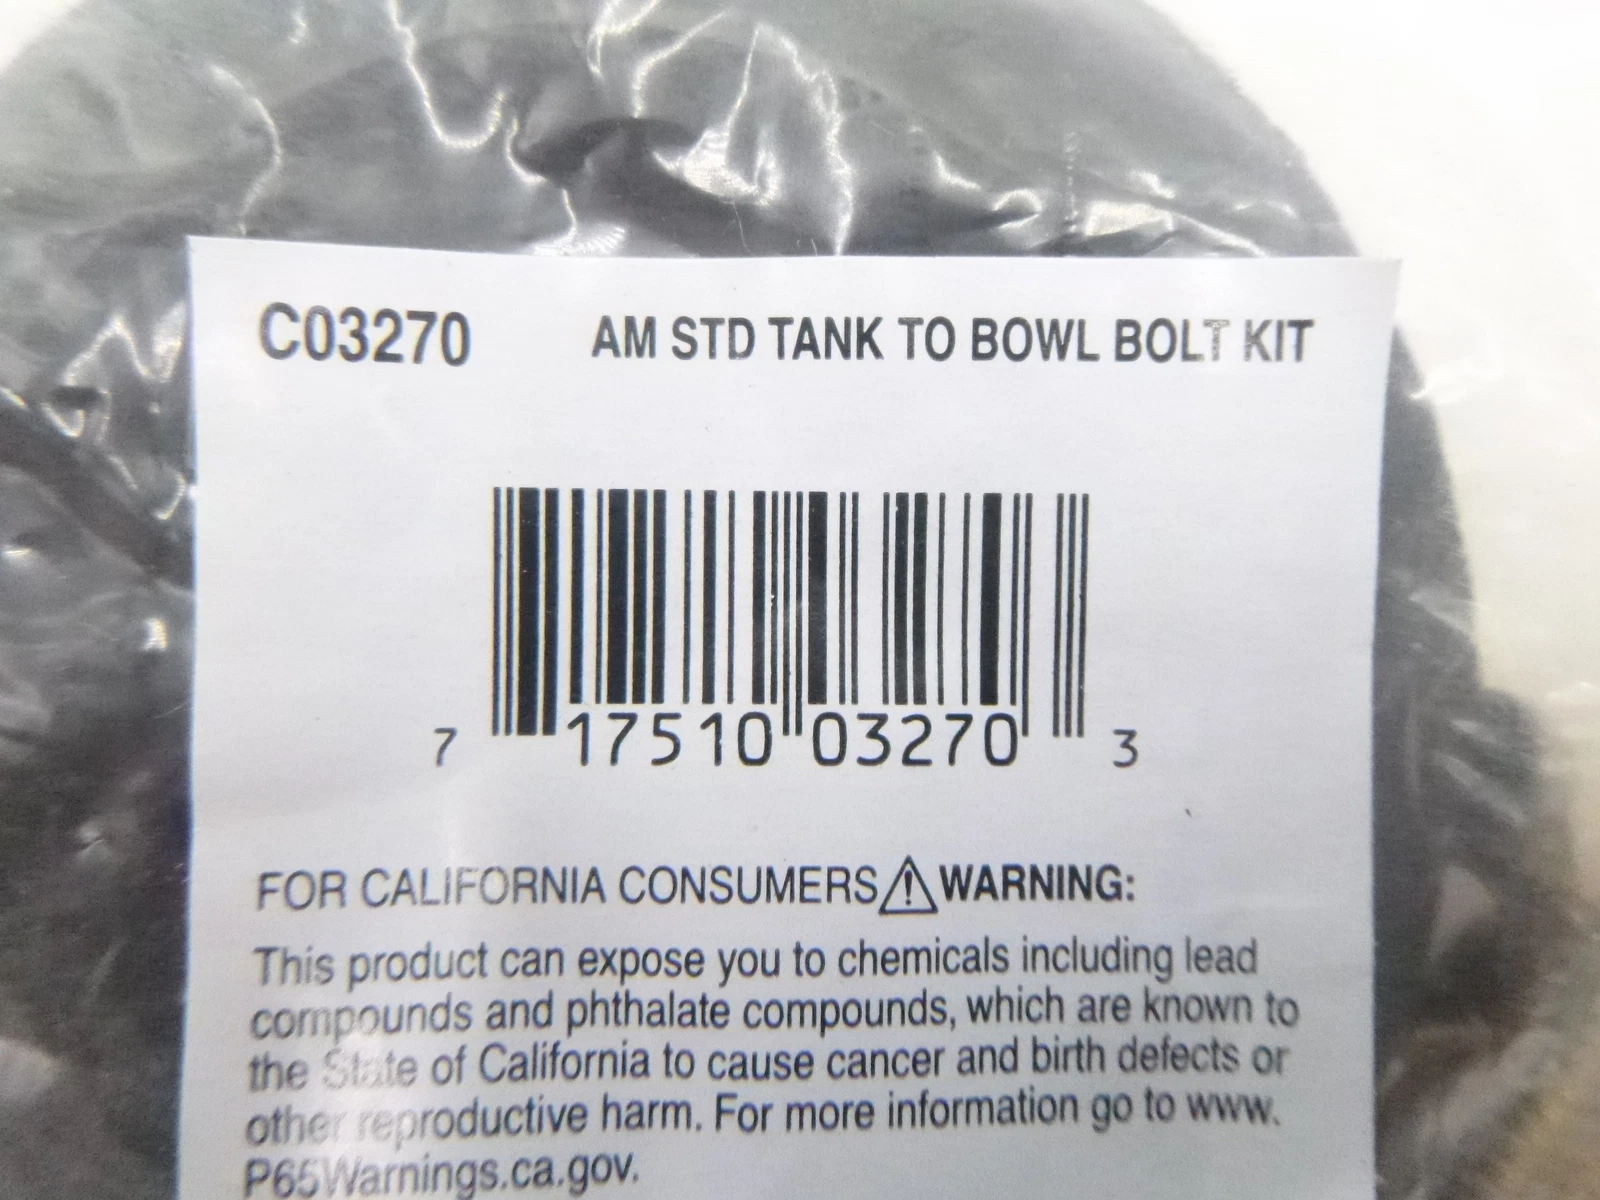 C03270 AM STD TANK TO BOWL BOLT KIT
7 17510 03270 3
FOR CALIFORNIA CONSUMERS⚠WARNING:
This product can expose you to chemicals including lead
compounds and phthalate compounds, which are known to
the State of California to cause cancer and birth defects or
other reproductive harm. For more information go to www.
P65Warnings.ca.gov.